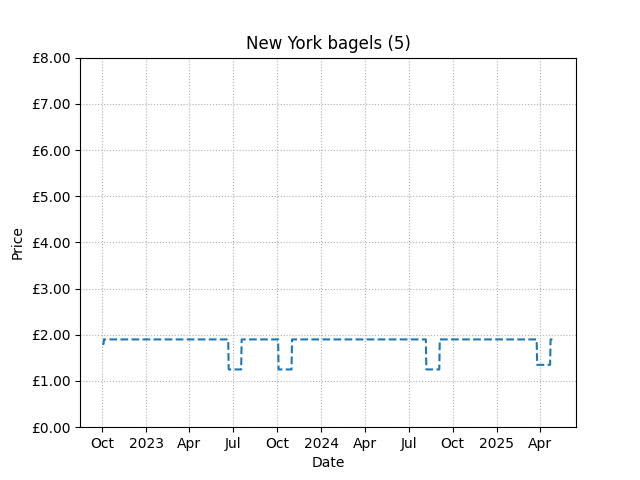 New York bagels (5)
£8.00
£7.00
£6.00
£5.00
£4.00
£3.00
£2.00
£1.00
£0.00
Price
Oct 2023 Apr Jul Oct 2024 Apr Jul Oct 2025 Apr
Date